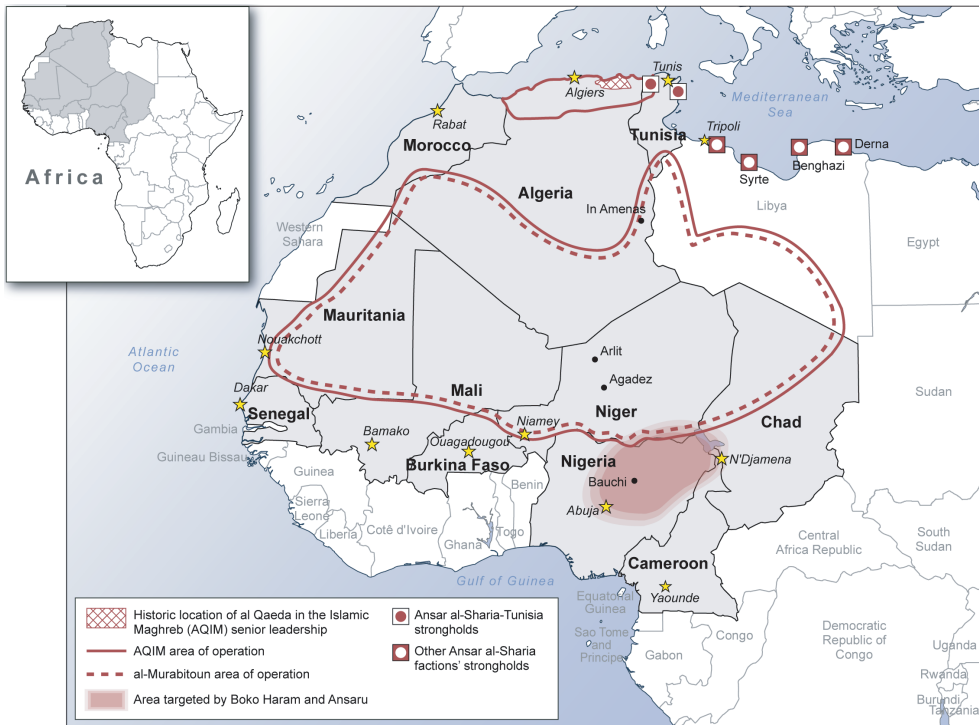 Africa
Mediterranean
Sea
Tunis
Algiers
Rabat
Morocco
Tunisia
Tripoli
Syrte
Benghazi
Derna
Algeria
In Amenas
Libya
Egypt
Western
Sahara
Mauritania
Nouakchott
Atlantic
Ocean
Arlit
Agadez
Dakar
Mali
Niger
Chad
Sudan
Senegal
Gambia
Bamako
Niamey
Ouagadougou
Guineau Bissau
Burkina Faso
Nigeria
N'Djamena
Guinea
Benin
Bauchi
Sierra
Leone
Abuja
Liberia
Cotê d'Ivoire
Ghana
Togo
Central
Africa Republic
South
Sudan
Cameroon
Gulf of Guinea
Yaounde
Equatorial
Guinea
Sao Tome
and
Principe
Gabon
Congo
Democratic
Republic of
Congo
Uganda
Rwanda
Burundi
Tanzania
Historic location of al Qaeda in the Islamic
Maghreb (AQIM) senior leadership
AQIM area of operation
al-Murabitoun area of operation
Area targeted by Boko Haram and Ansaru
Ansar al-Sharia-Tunisia
strongholds
Other Ansar al-Sharia
factions' strongholds